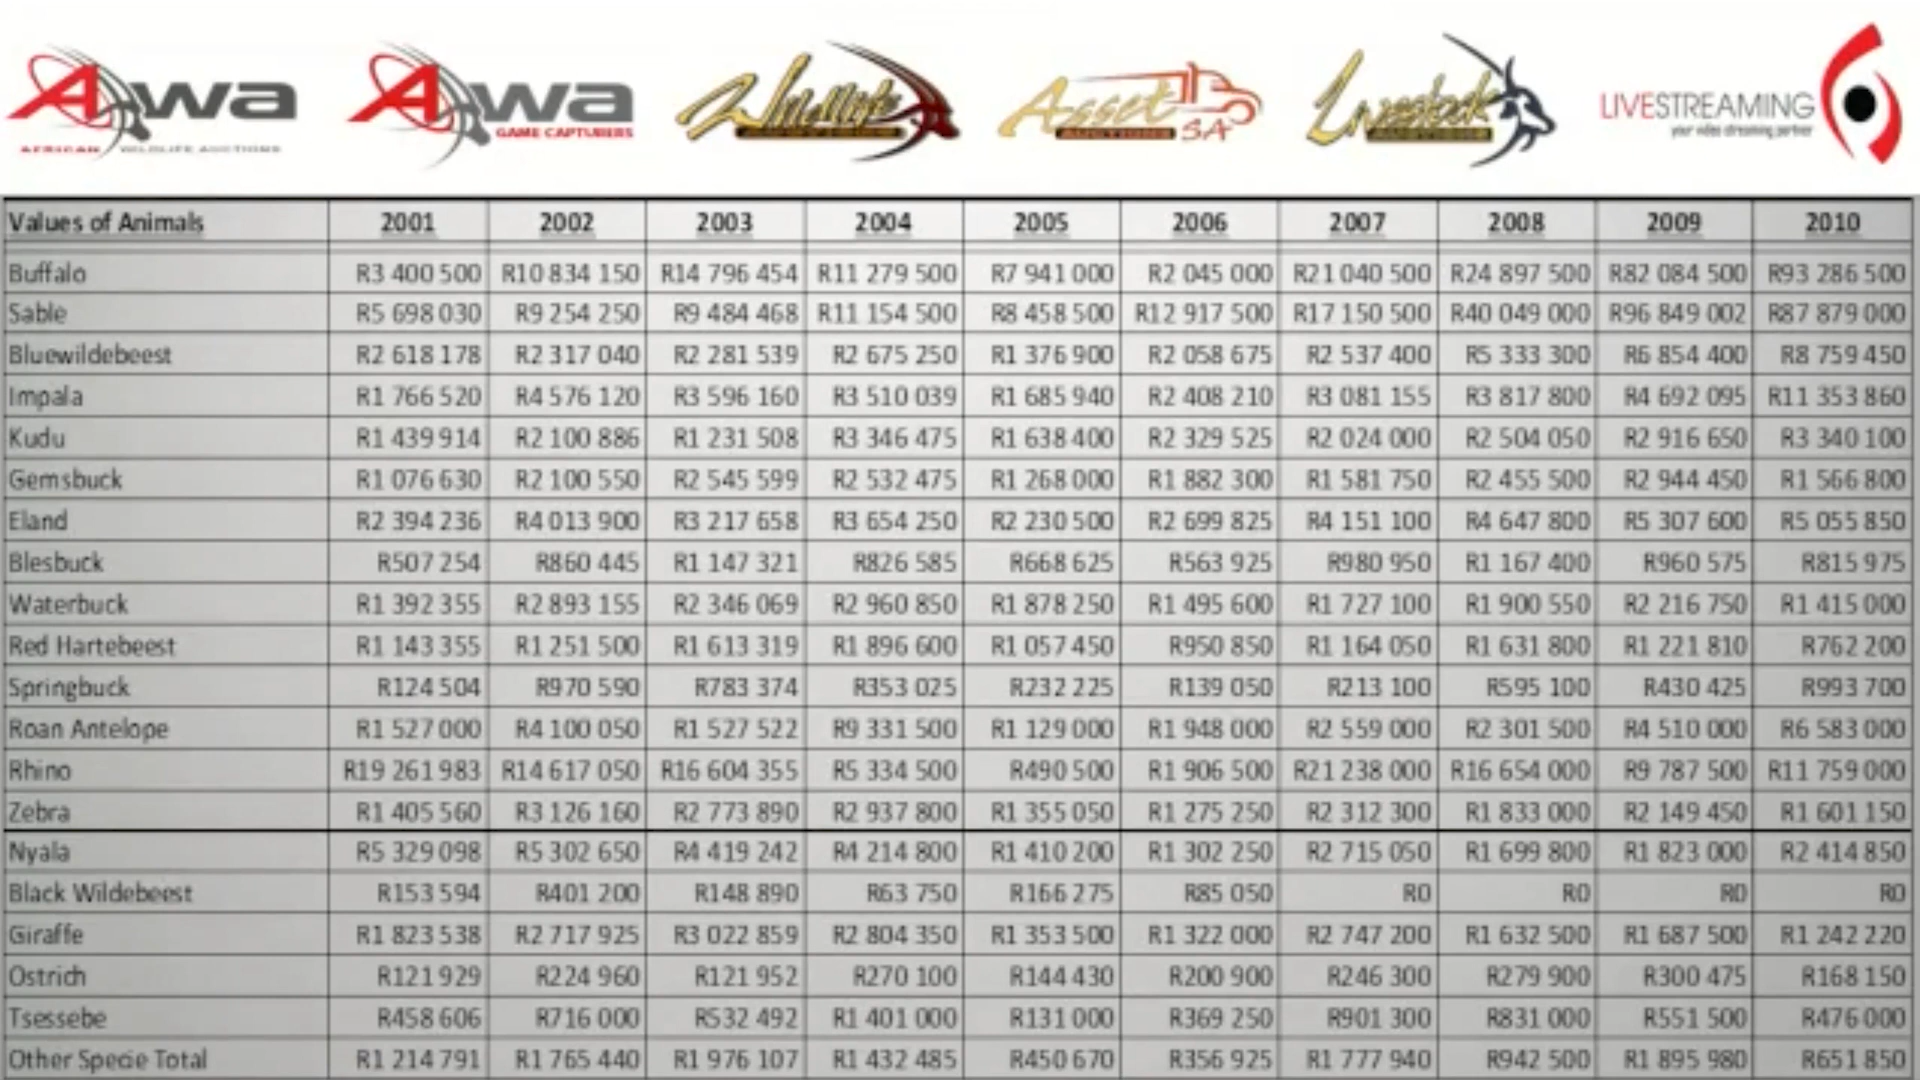 Awa
AFRICAN WILDLIFE AUCTIONS
Awa
GAME CAPTURERS
Wildlife
Asset
AUCTIONS SA
Livestock
AUCTIONS
LIVESTREAMING
your video streaming partner
Values of Animals 2001 2002 2003 2004 2005 2006 2007 2008 2009 2010
Buffalo R3 400 500 R10 834 150 R14 796 454 R11 279 500 R7 941 000 R2 045 000 R21 040 500 R24 897 500 R82 084 500 R93 286 500
Sable R5 698 030 R9 254 250 R9 484 468 R11 154 500 R8 458 500 R12 917 500 R17 150 500 R40 049 000 R96 849 002 R87 879 000
Bluewildebeest R2 618 178 R2 317 040 R2 281 539 R2 675 250 R1 376 900 R2 058 675 R2 537 400 R5 333 300 R6 854 400 R8 759 450
Impala R1 766 520 R4 576 120 R3 596 160 R3 510 039 R1 685 940 R2 408 210 R3 081 155 R3 817 800 R4 692 095 R11 353 860
Kudu R1 439 914 R2 100 886 R1 231 508 R3 346 475 R1 638 400 R2 329 525 R2 024 000 R2 504 050 R2 916 650 R3 340 100
Gemsbuck R1 076 630 R2 100 550 R2 545 599 R2 532 475 R1 268 000 R1 882 300 R1 581 750 R2 455 500 R2 944 450 R1 566 800
Eland R2 394 236 R4 013 900 R3 217 658 R3 654 250 R2 230 500 R2 699 825 R4 151 100 R4 647 800 R5 307 600 R5 055 850
Blesbuck R507 254 R860 445 R1 147 321 R826 585 R668 625 R563 925 R980 950 R1 167 400 R960 575 R815 975
Waterbuck R1 392 355 R2 893 155 R2 346 069 R2 960 850 R1 878 250 R1 495 600 R1 727 100 R1 900 550 R2 216 750 R1 415 000
Red Hartebeest R1 143 355 R1 251 500 R1 613 319 R1 896 600 R1 057 450 R950 850 R1 164 050 R1 631 800 R1 221 810 R762 200
Springbuck R124 504 R970 590 R783 374 R353 025 R232 225 R139 050 R213 100 R595 100 R430 425 R993 700
Roan Antelope R1 527 000 R4 100 050 R1 527 522 R9 331 500 R1 129 000 R1 948 000 R2 559 000 R2 301 500 R4 510 000 R6 583 000
Rhino R19 261 983 R14 617 050 R16 604 355 R5 334 500 R490 500 R1 906 500 R21 238 000 R16 654 000 R9 787 500 R11 759 000
Zebra R1 405 560 R3 126 160 R2 773 890 R2 937 800 R1 355 050 R1 275 250 R2 312 300 R1 833 000 R2 149 450 R1 601 150
Nyala R5 329 098 R5 302 650 R4 419 242 R4 214 800 R1 410 200 R1 302 250 R2 715 050 R1 699 800 R1 823 000 R2 414 850
Black Wildebeest R153 594 R401 200 R148 890 R63 750 R166 275 R85 050 R0 R0 R0 R0
Giraffe R1 823 538 R2 717 925 R3 022 859 R2 804 350 R1 353 500 R1 322 000 R2 747 200 R1 632 500 R1 687 500 R1 242 220
Ostrich R121 929 R224 960 R121 952 R270 100 R144 430 R200 900 R246 300 R279 900 R300 475 R168 150
Tsessebe R458 606 R716 000 R532 492 R1 401 000 R131 000 R369 250 R901 300 R831 000 R551 500 R476 000
Other Specie Total R1 214 791 R1 765 440 R1 976 107 R1 432 485 R450 670 R356 925 R1 777 940 R942 500 R1 895 980 R651 850